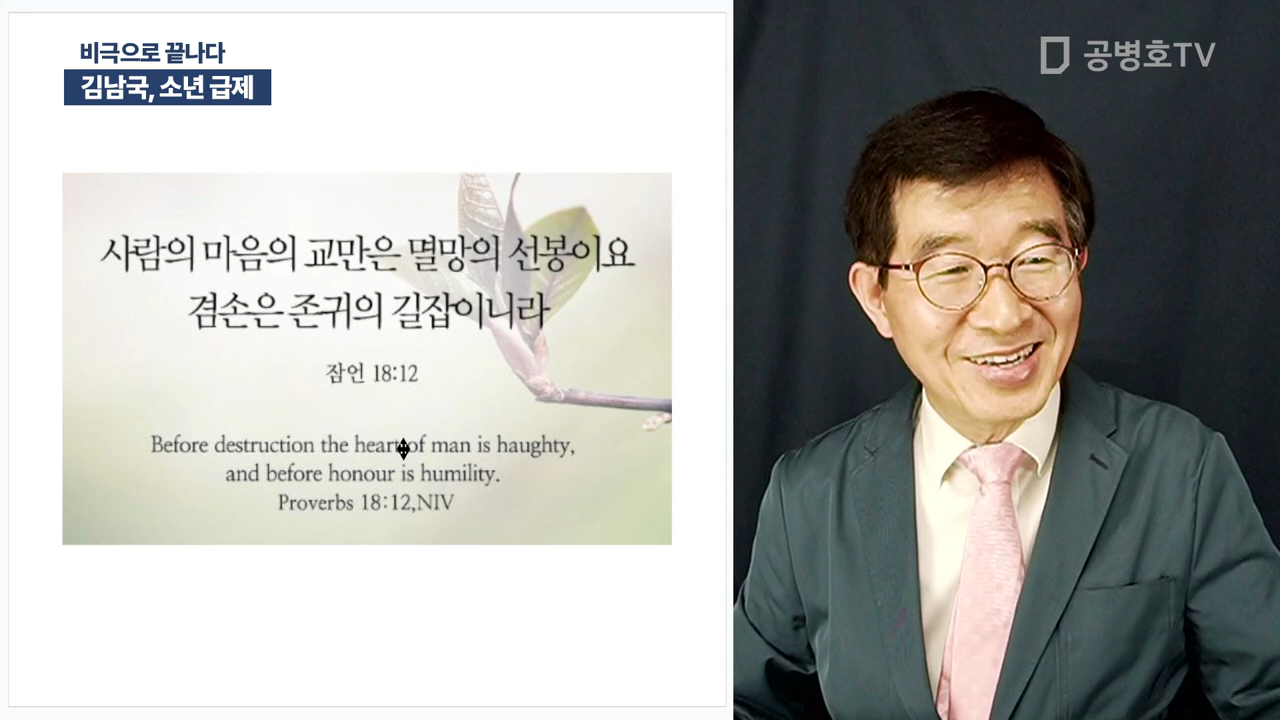 비극으로 끝나다
김남국, 소년 급제
공병호TV
사람의 마음의 교만은 멸망의 선봉이요
겸손은 존귀의 길잡이니라
잠언 18:12
Before destruction the heart of man is haughty,
and before honour is humility.
Proverbs 18:12,NIV